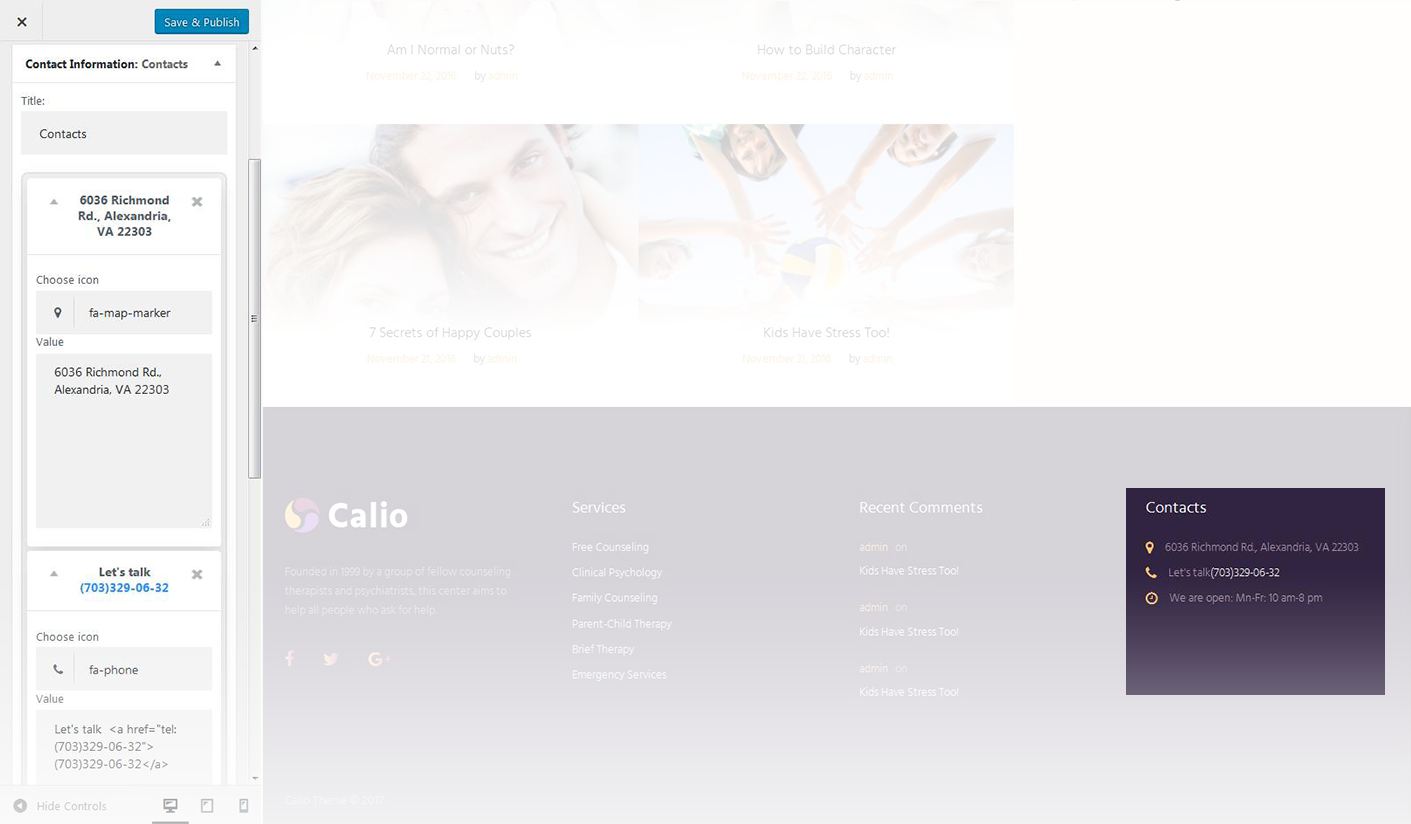 Save & Publish
Contact Information: Contacts
Title:
Contacts
6036 Richmond
Rd., Alexandria,
VA 22303
Choose icon
fa-map-marker
Value
6036 Richmond Rd.,
Alexandria, VA 22303
Let's talk
(703)329-06-32
Choose icon
fa-phone
Value
Let's talk <a href="tel:
(703)329-06-32">
(703)329-06-32</a>
Hide Controls
Am I Normal or Nuts?
November 22, 2016 by admin
How to Build Character
November 22, 2016 by admin
7 Secrets of Happy Couples
November 21, 2016 by admin
Kids Have Stress Too!
November 21, 2016 by admin
Calio
Founded in 1999 by a group of fellow counseling
therapists and psychiatrists, this center aims to
help all people who ask for help.
Services
Free Counseling
Clinical Psychology
Family Counseling
Parent-Child Therapy
Brief Therapy
Emergency Services
Recent Comments
admin on
Kids Have Stress Too!
admin on
Kids Have Stress Too!
admin on
Kids Have Stress Too!
Contacts
6036 Richmond Rd., Alexandria, VA 22303
Let's talk(703)329-06-32
We are open: Mn-Fr: 10 am-8 pm
Calio Theme © 2017